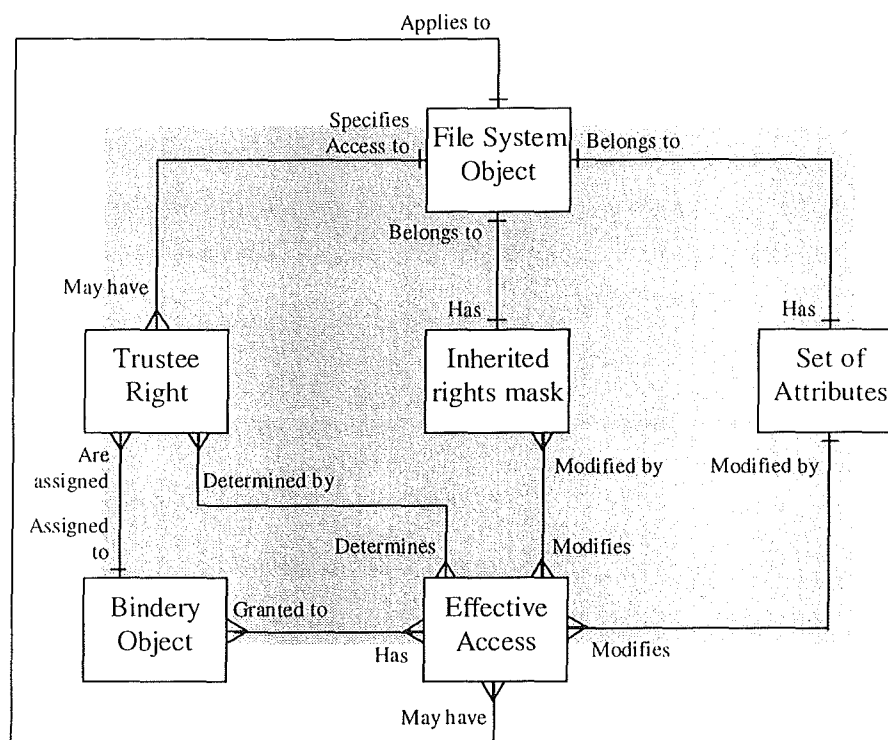 Applies to
Specifies
Access to
File System
Object
Belongs to
Belongs to
May have
Has
Has
Trustee
Right
Inherited
rights mask
Set of
Attributes
Are
assigned
Determined by
Modified by
Modified by
Assigned
to
Determines
Modifies
Bindery
Object
Granted to
Has
Effective
Access
Modifies
May have